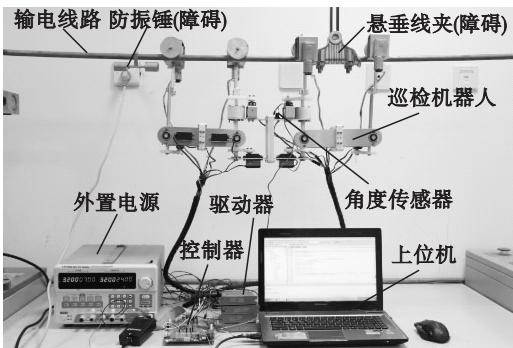 输电线路 防振锤(障碍) 悬垂线夹(障碍)
巡检机器人
角度传感器
外置电源 驱动器
控制器 上位机